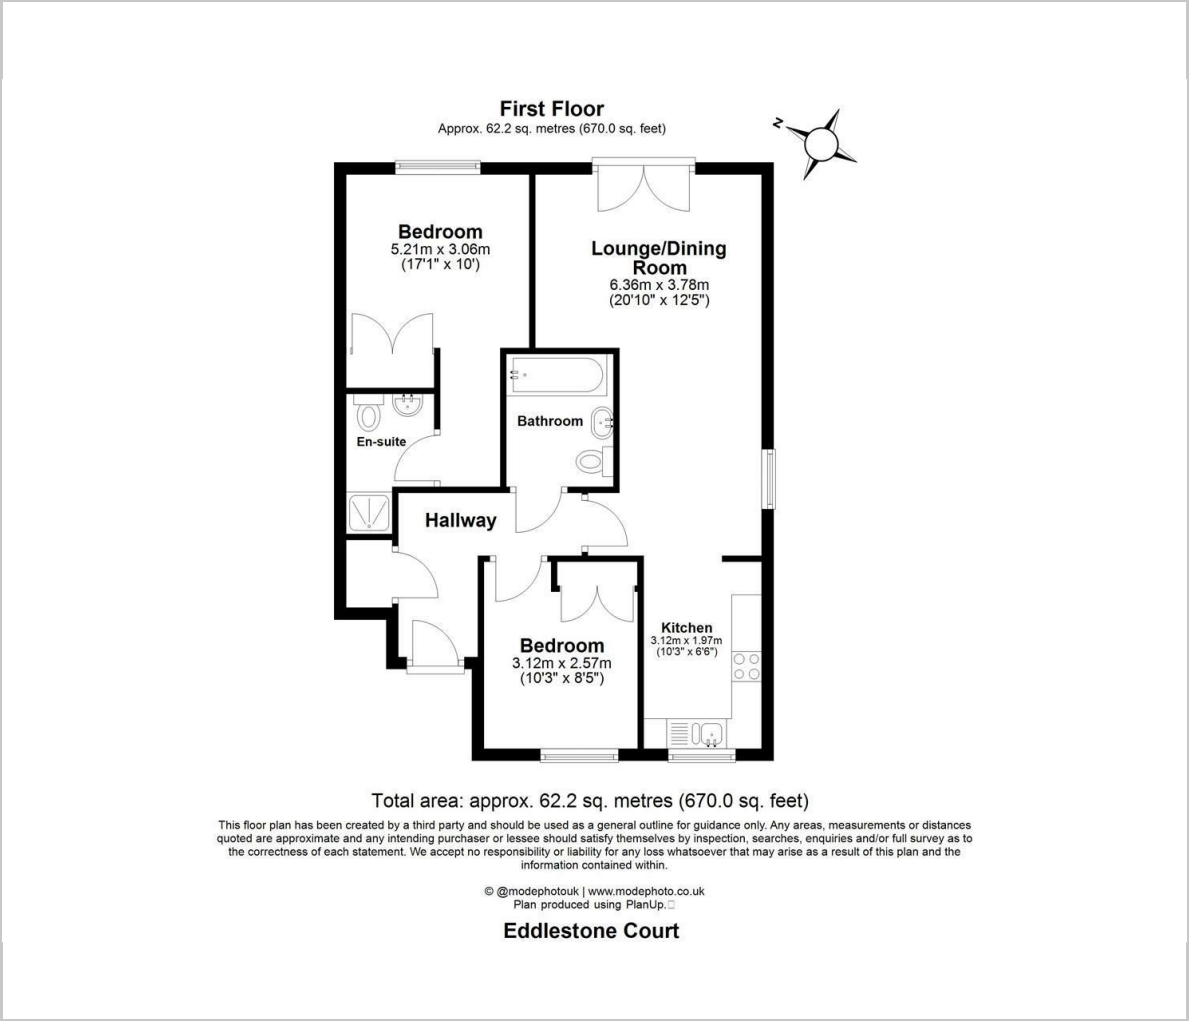 First Floor
Approx. 62.2 sq. metres (670.0 sq. feet)
N
Bedroom
5.21m x 3.06m
(17'1" x 10')
Lounge/Dining
Room
6.36m x 3.78m
(20'10" x 12'5")
Bathroom
En-suite
Hallway
Kitchen
3.12m x 1.97m
(10'3" x 6'6")
Bedroom
3.12m x 2.57m
(10'3" x 8'5")
Total area: approx. 62.2 sq. metres (670.0 sq. feet)
This floor plan has been created by a third party and should be used as a general outline for guidance only. Any areas, measurements or distances
quoted are approximate and any intending purchaser or lessee should satisfy themselves by inspection, searches, enquiries and/or full survey as to
the correctness of each statement. We accept no responsibility or liability for any loss whatsoever that may arise as a result of this plan and the
information contained within.
© @modephotouk | www.modephoto.co.uk
Plan produced using PlanUp.
Eddlestone Court